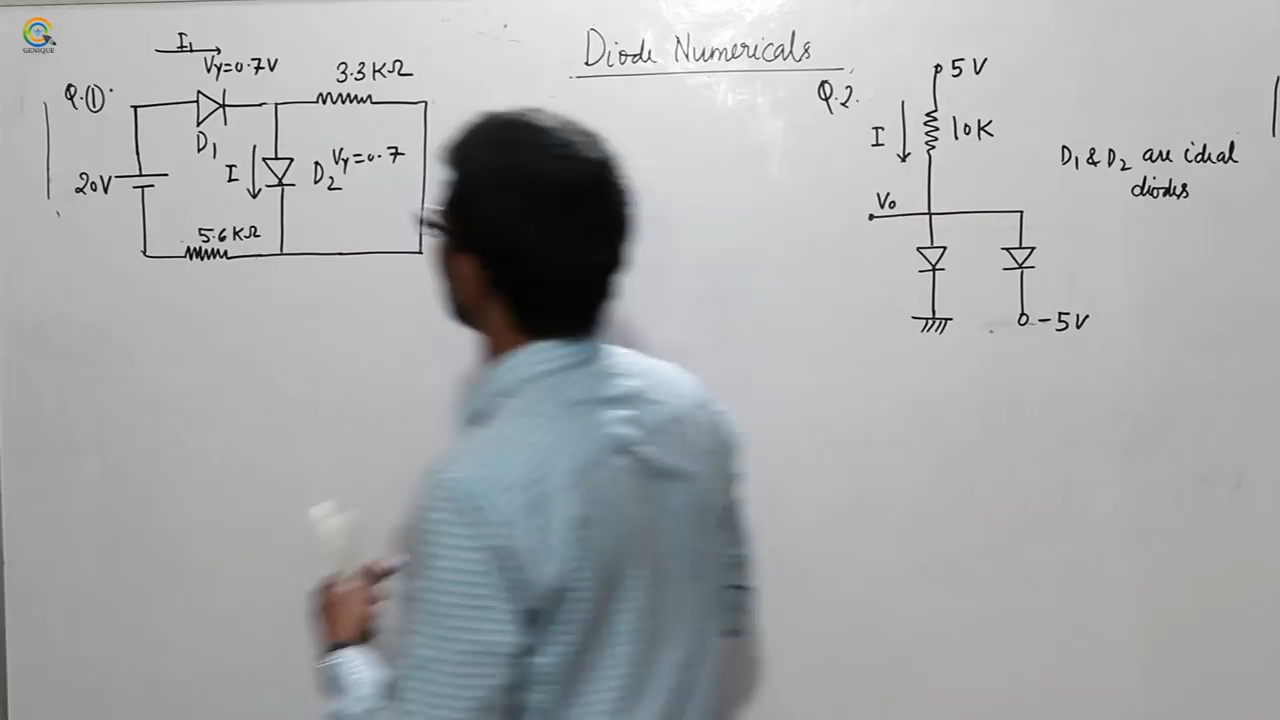 GENIQUE
Diode Numericals
Q.①.
I₁
Vγ=0.7V
3.3KΩ
D₁
I
D₂
Vγ=0.7
20V
5.6KΩ
Q.2.
5V
I
10K
D₁ & D₂ are ideal
diodes
V₀
-5V